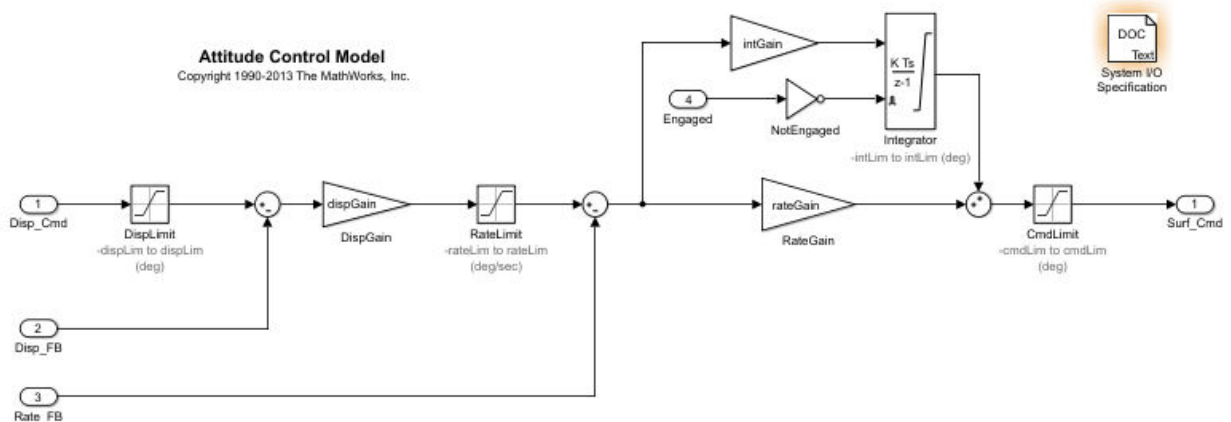 Attitude Control Model
Copyright 1990-2013 The MathWorks, Inc.
DOC
Text
System I/O
Specification
intGain
4
Engaged
NotEngaged
K Ts
z-1
Integrator
-intLim to intLim (deg)
1
Disp_Cmd
DispLimit
-dispLim to dispLim
(deg)
+
-
dispGain
DispGain
RateLimit
-rateLim to rateLim
(deg/sec)
+
-
rateGain
RateGain
+
+
CmdLimit
-cmdLim to cmdLim
(deg)
1
Surf_Cmd
2
Disp_FB
3
Rate_FB